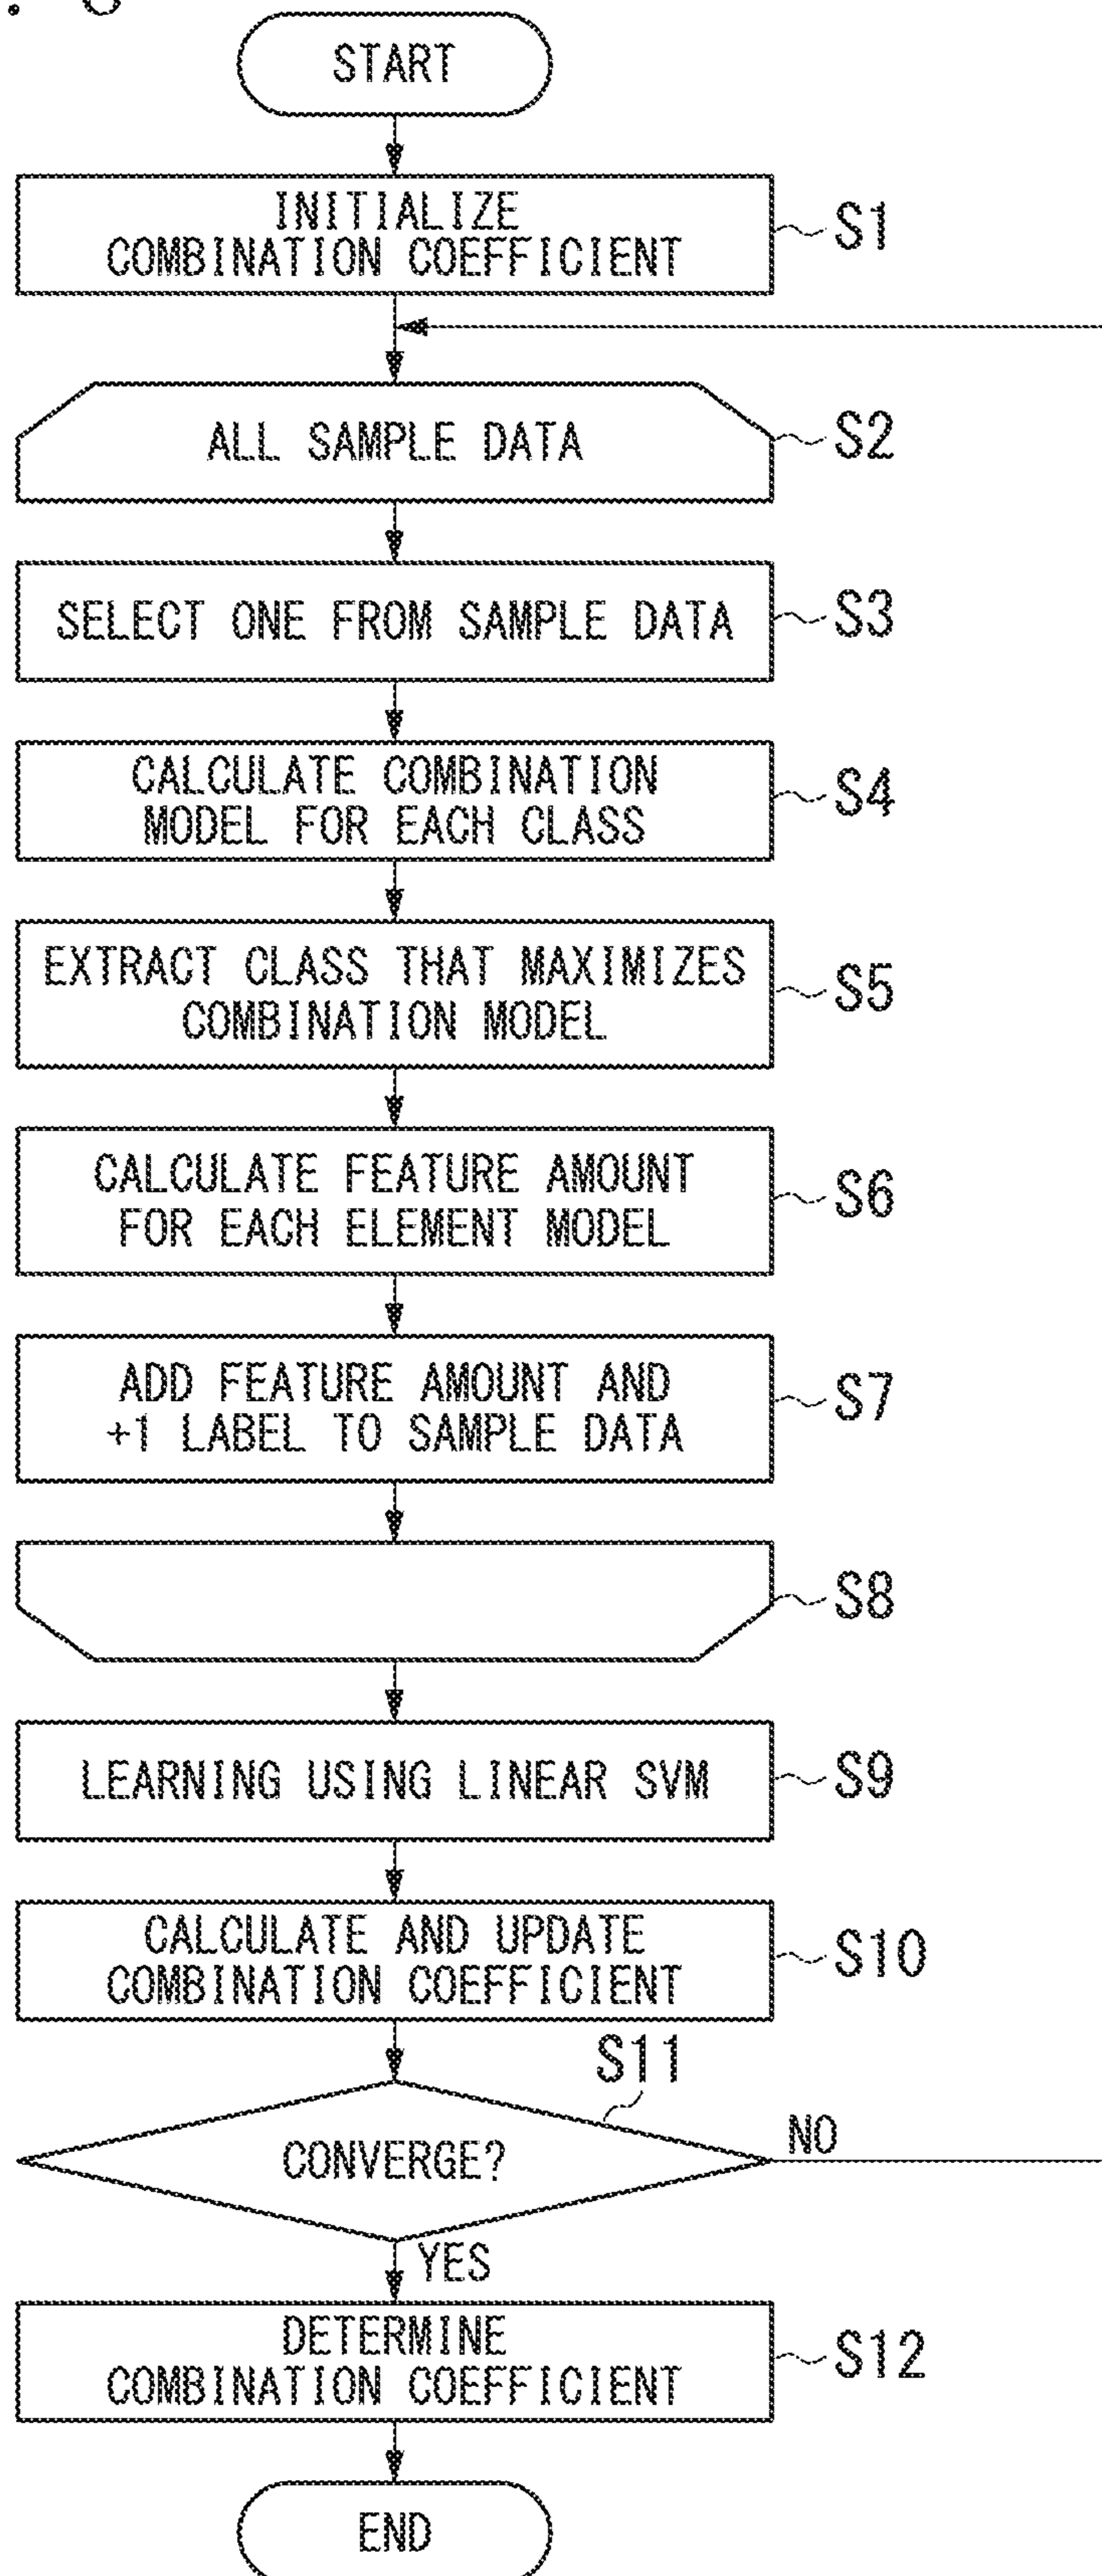 START
INITIALIZE
COMBINATION COEFFICIENT
S1
ALL SAMPLE DATA
S2
SELECT ONE FROM SAMPLE DATA
S3
CALCULATE COMBINATION
MODEL FOR EACH CLASS
S4
EXTRACT CLASS THAT MAXIMIZES
COMBINATION MODEL
S5
CALCULATE FEATURE AMOUNT
FOR EACH ELEMENT MODEL
S6
ADD FEATURE AMOUNT AND
+1 LABEL TO SAMPLE DATA
S7
S8
LEARNING USING LINEAR SVM
S9
CALCULATE AND UPDATE
COMBINATION COEFFICIENT
S10
S11
CONVERGE?
NO
YES
DETERMINE
COMBINATION COEFFICIENT
S12
END